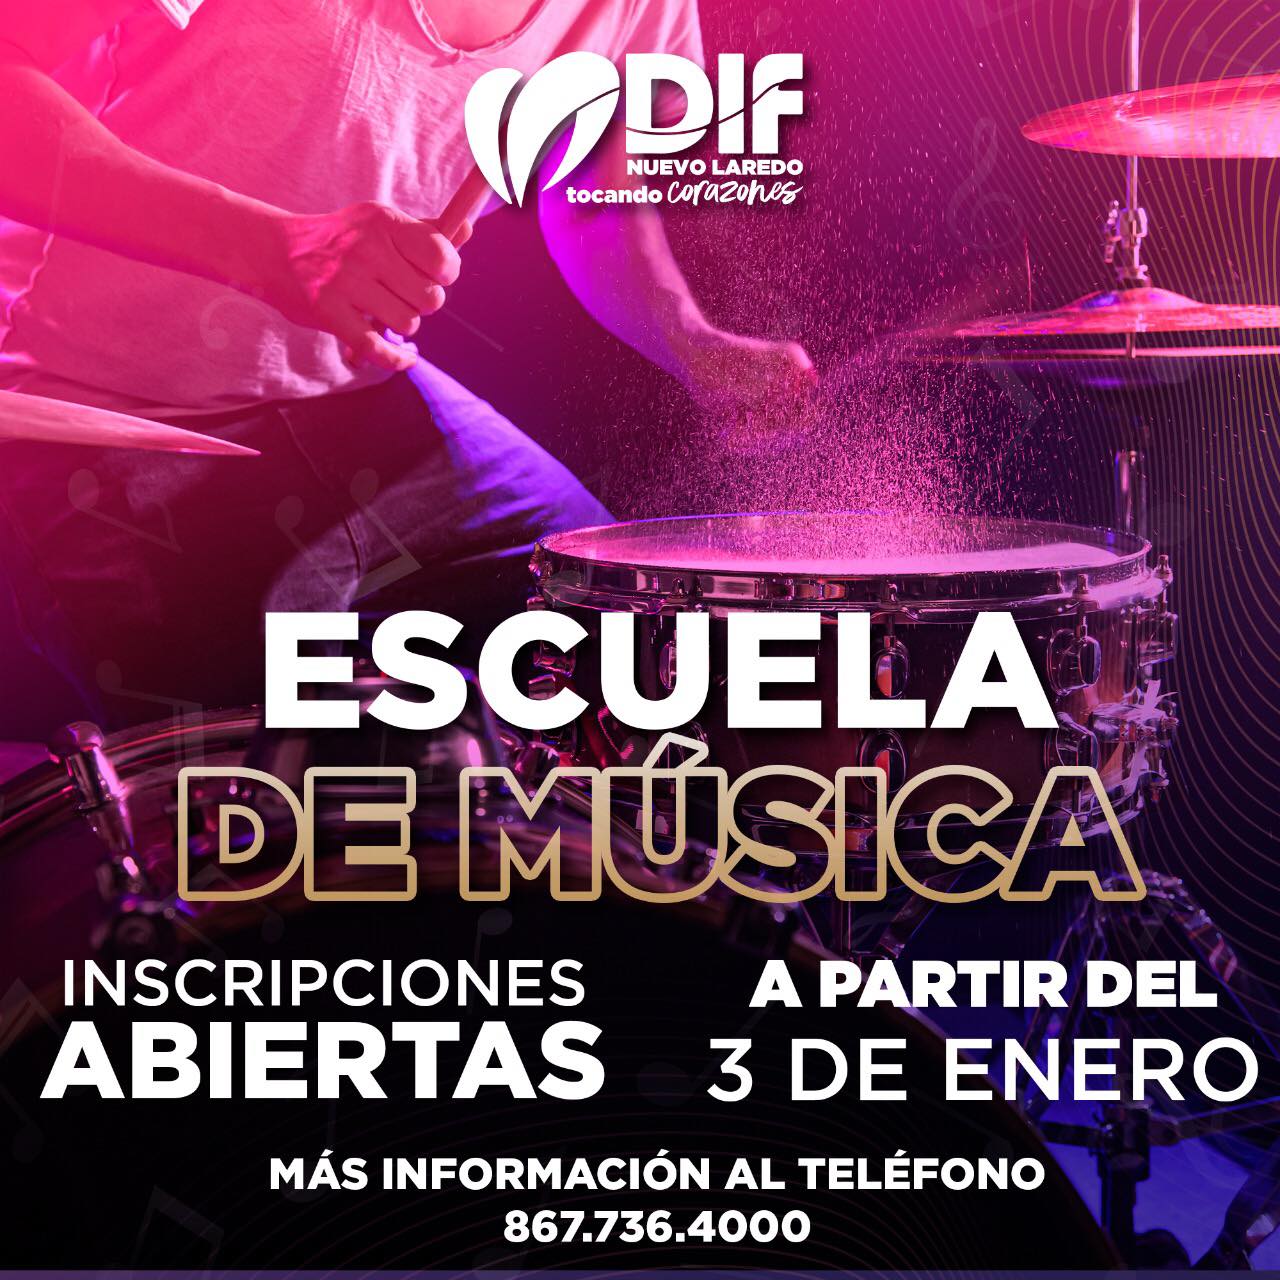 DIF
NUEVO LAREDO
tocando corazones
ESCUELA
DE MÚSICA
INSCRIPCIONES
ABIERTAS
A PARTIR DEL
3 DE ENERO
MÁS INFORMACIÓN AL TELÉFONO
867.736.4000